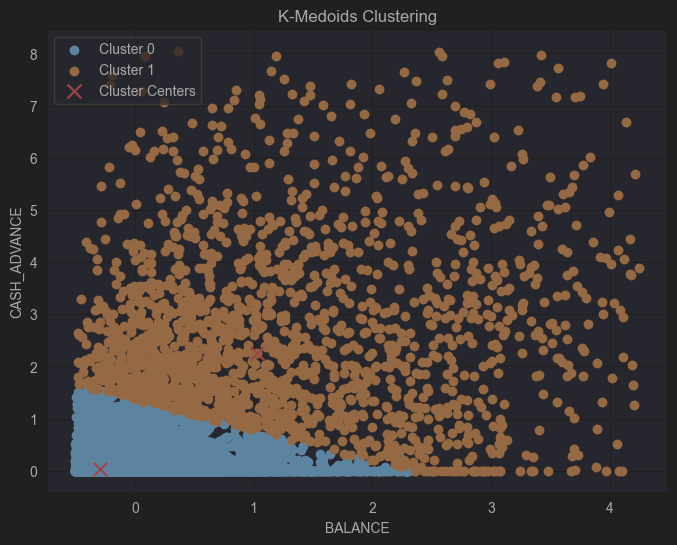 K-Medoids Clustering
Cluster 0
Cluster 1
Cluster Centers
8
7
6
5
4
3
2
1
0
CASH_ADVANCE
0 1 2 3 4
BALANCE